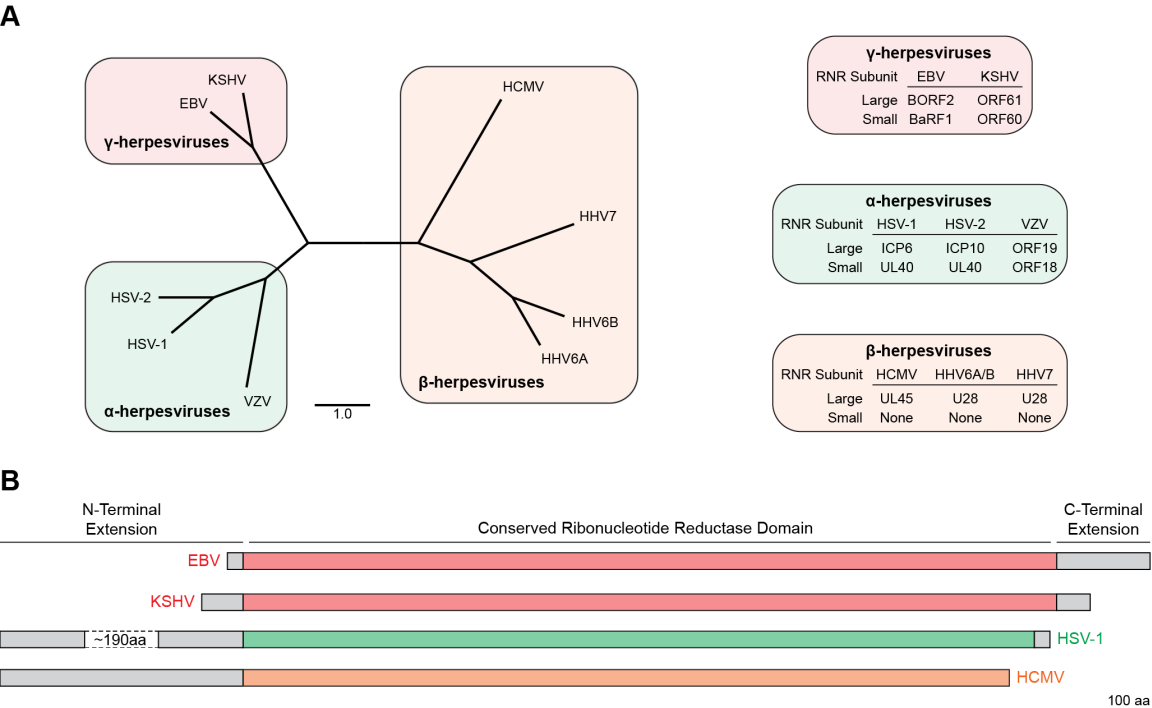 A
KSHV
EBV
γ-herpesviruses
HCMV
HHV7
HHV6B
HHV6A
β-herpesviruses
HSV-2
HSV-1
VZV
α-herpesviruses
1.0
γ-herpesviruses
RNR Subunit EBV KSHV
Large BORF2 ORF61
Small BaRF1 ORF60
α-herpesviruses
RNR Subunit HSV-1 HSV-2 VZV
Large ICP6 ICP10 ORF19
Small UL40 UL40 ORF18
β-herpesviruses
RNR Subunit HCMV HHV6A/B HHV7
Large UL45 U28 U28
Small None None None
B
N-Terminal
Extension
Conserved Ribonucleotide Reductase Domain
C-Terminal
Extension
EBV
KSHV
~190aa
HSV-1
HCMV
100 aa